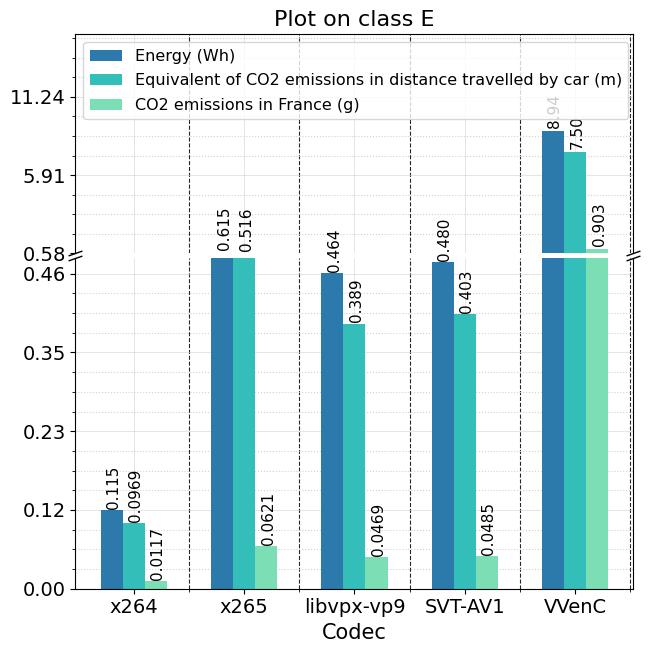 Plot on class E
Energy (Wh)
Equivalent of CO2 emissions in distance travelled by car (m)
CO2 emissions in France (g)
11.24
5.91
0.58
0.46
0.35
0.23
0.12
0.00
0.115
0.0969
0.0117
0.615
0.516
0.0621
0.464
0.389
0.0469
0.480
0.403
0.0485
8.94
7.50
0.903
x264
x265
libvpx-vp9
SVT-AV1
VVenC
Codec